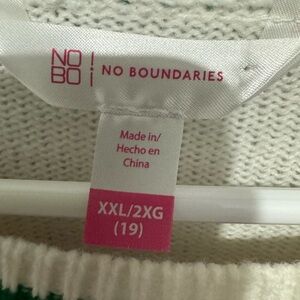 NO
BO
NO BOUNDARIES
Made in/
Hecho en
China
XXL/2XG
(19)